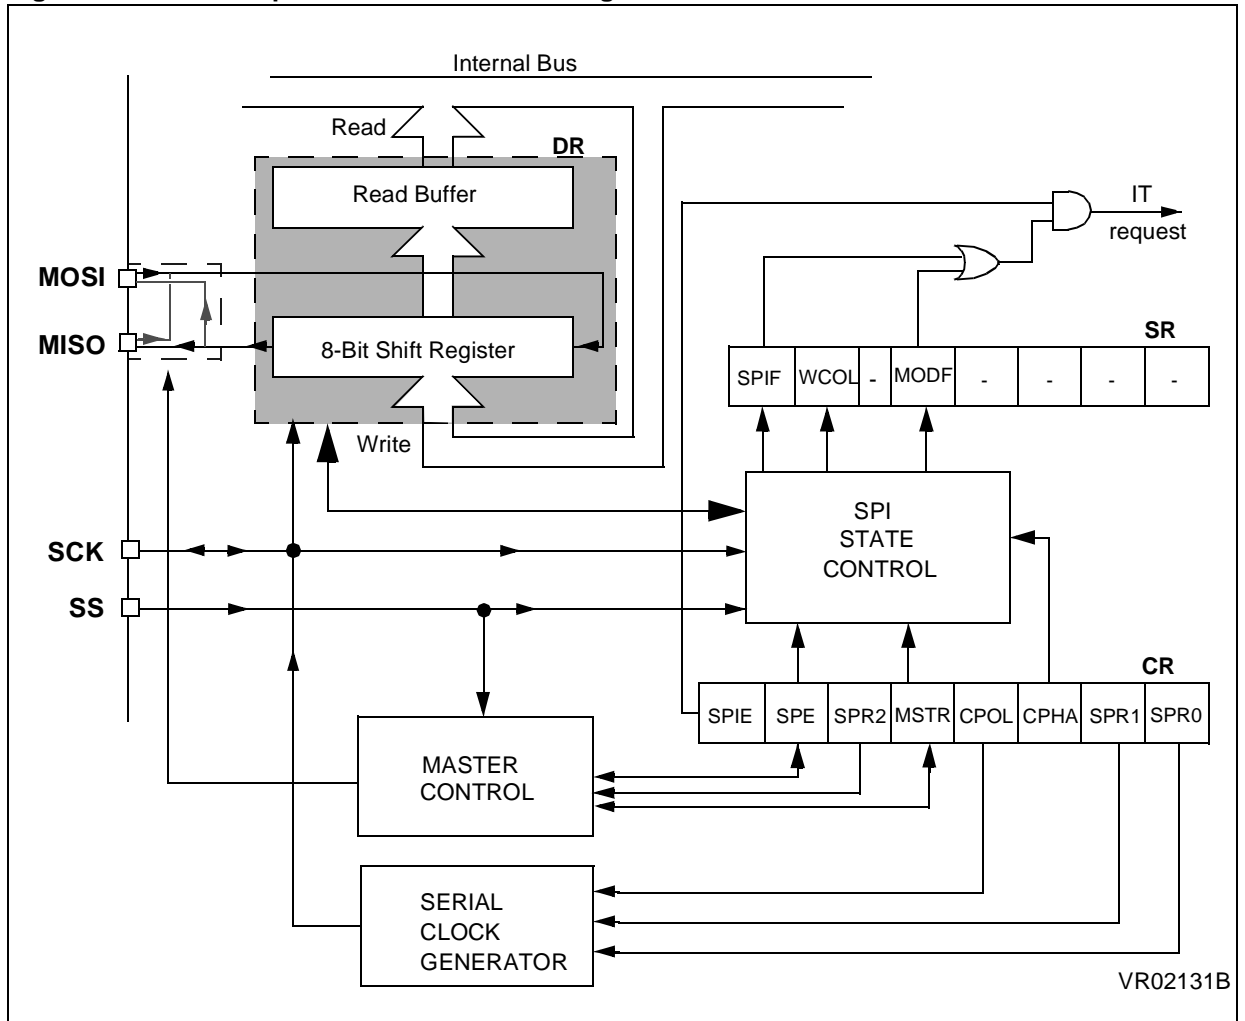 Internal Bus
Read
DR
Read Buffer
IT
request
MOSI
MISO
8-Bit Shift Register
SR
SPIF WCOL - MODF - - - -
Write
SPI
STATE
CONTROL
SCK
SS
CR
SPIE SPE SPR2 MSTR CPOL CPHA SPR1 SPR0
MASTER
CONTROL
SERIAL
CLOCK
GENERATOR
VR02131B